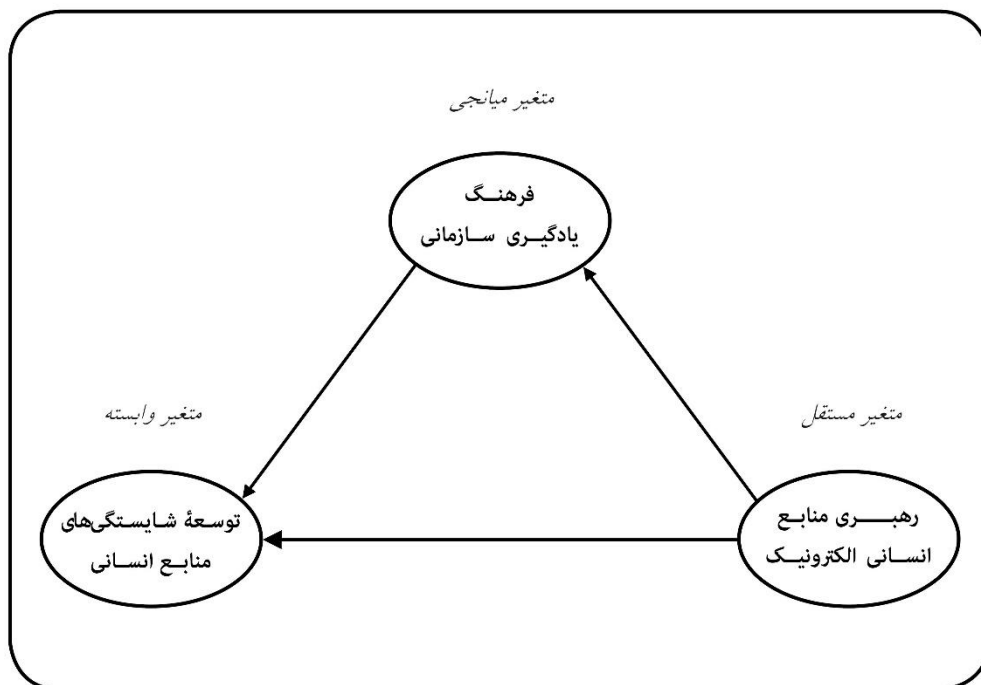 متغیر میانجی
فرهنگ
یادگیری سازمانی
متغیر مستقل
رهبری منابع
انسانی الکترونیک
متغیر وابسته
توسعهٔ شایستگی‌های
منابع انسانی